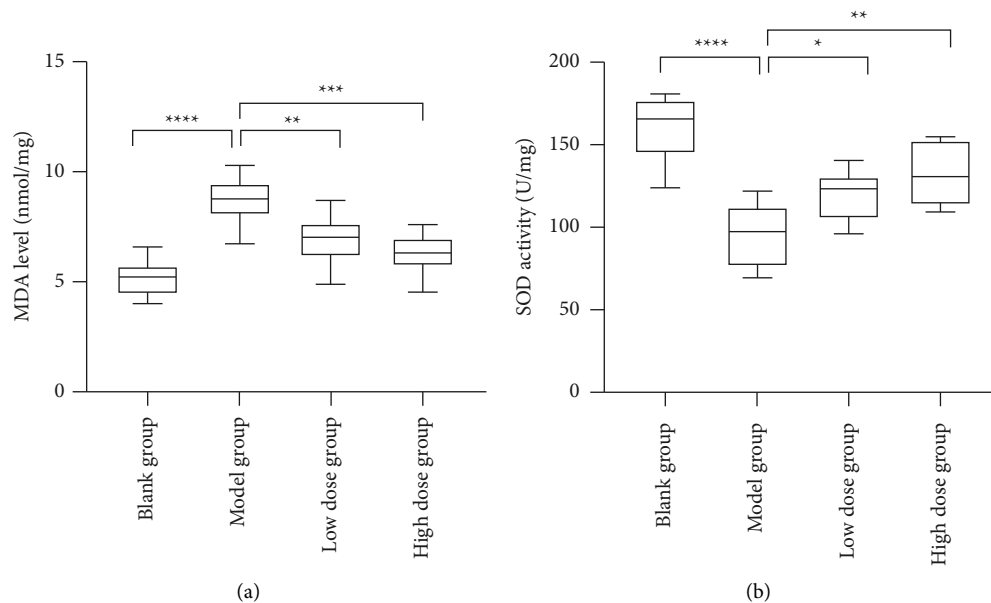 MDA level (nmol/mg)
15
10
5
0
****
**
***
Blank group
Model group
Low dose group
High dose group
(a)
SOD activity (U/mg)
200
150
100
50
0
****
*
**
Blank group
Model group
Low dose group
High dose group
(b)